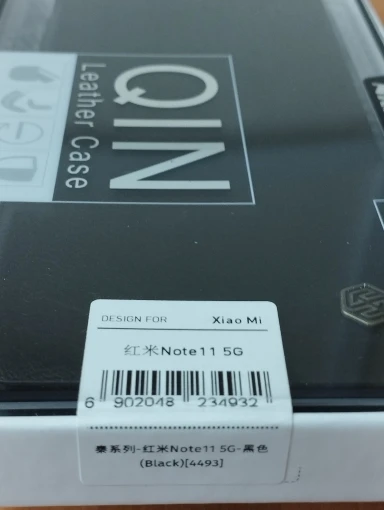 QIN
Leather Case
DESIGN FOR Xiao Mi
红米Note11 5G
6 902048 234932
秦系列-红米Note11 5G-黑色
(Black)[4493]